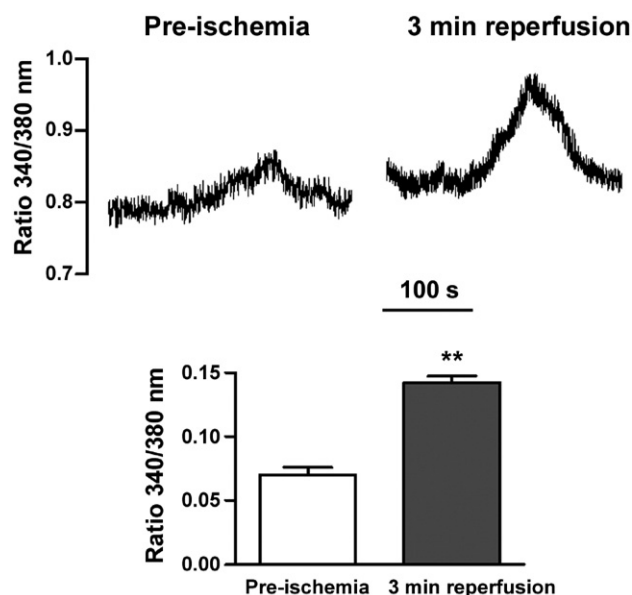 Pre-ischemia 3 min reperfusion
Ratio 340/380 nm
1.0
0.9
0.8
0.7
100 s
**
Ratio 340/380 nm
0.15
0.10
0.05
0.00
Pre-ischemia 3 min reperfusion